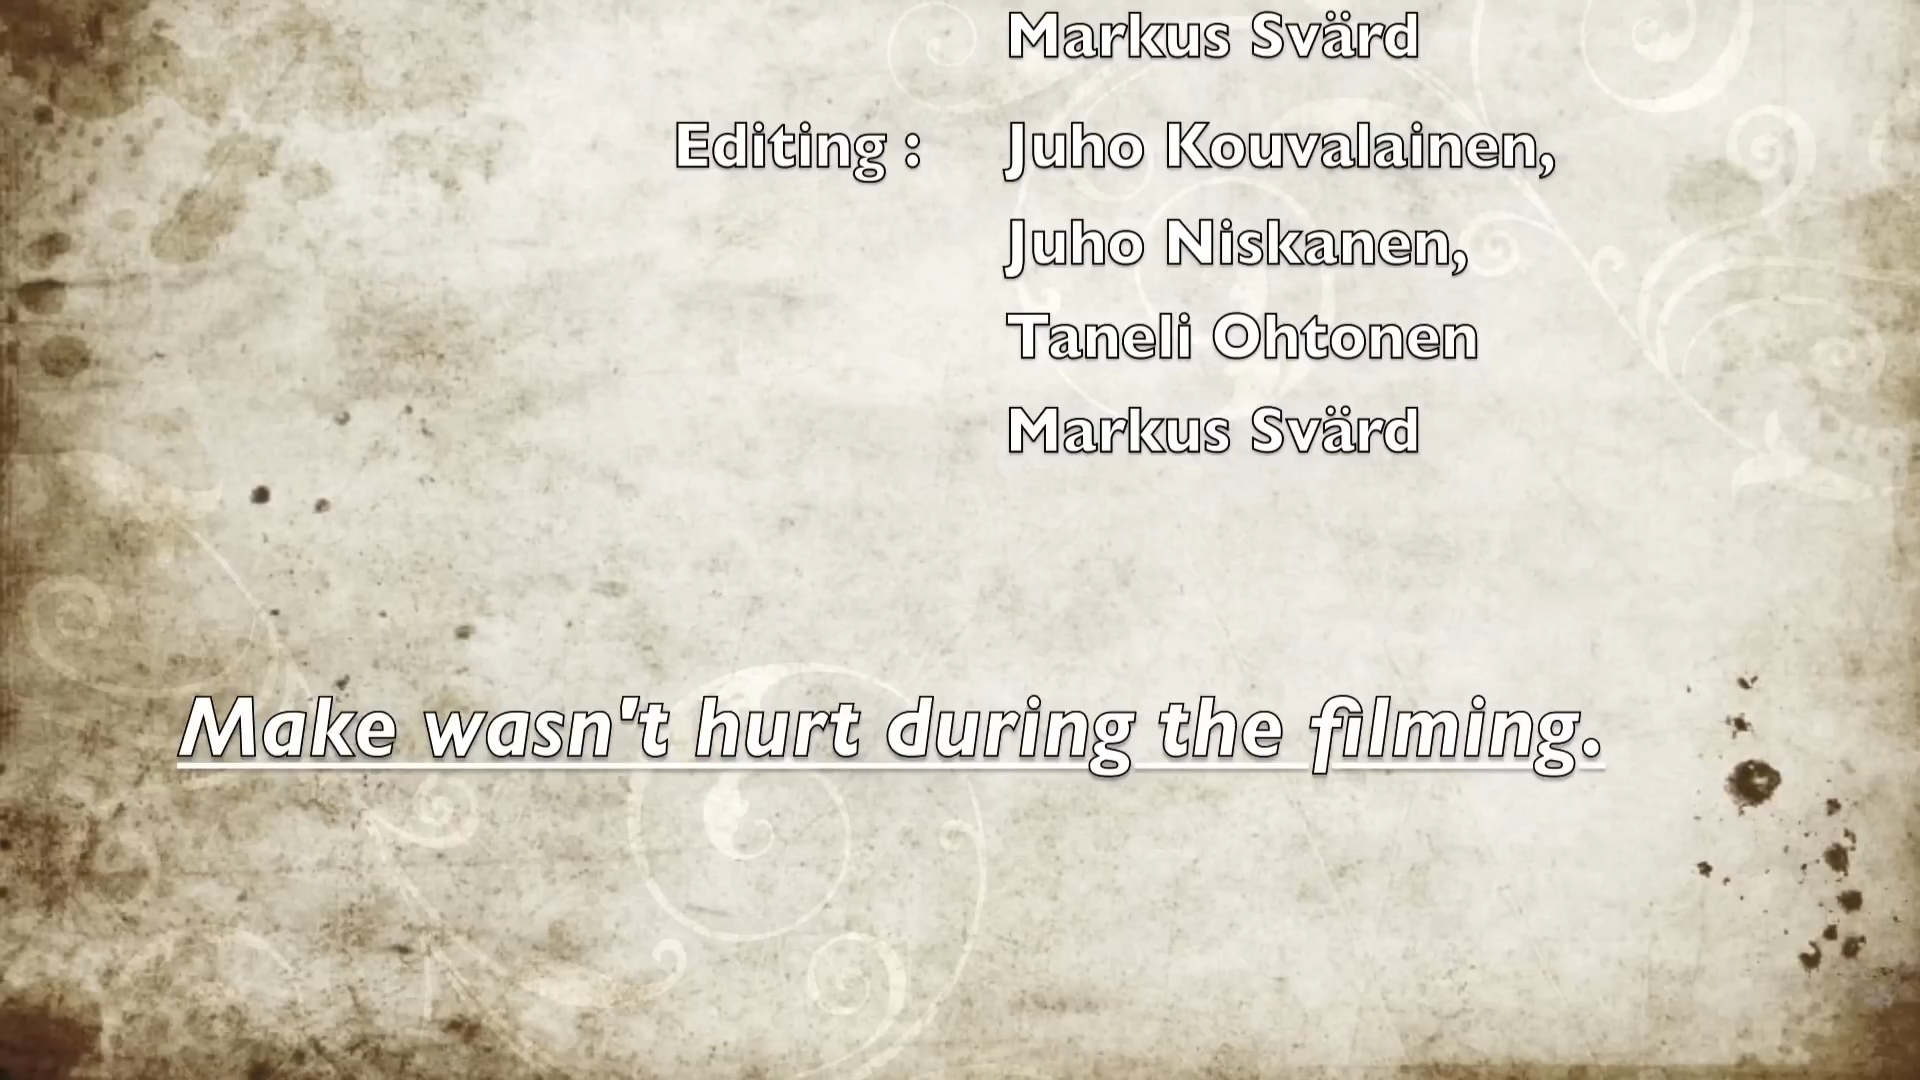 Markus Svärd
Editing : Juho Kouvalainen,
Juho Niskanen,
Taneli Ohtonen
Markus Svärd
Make wasn't hurt during the filming.